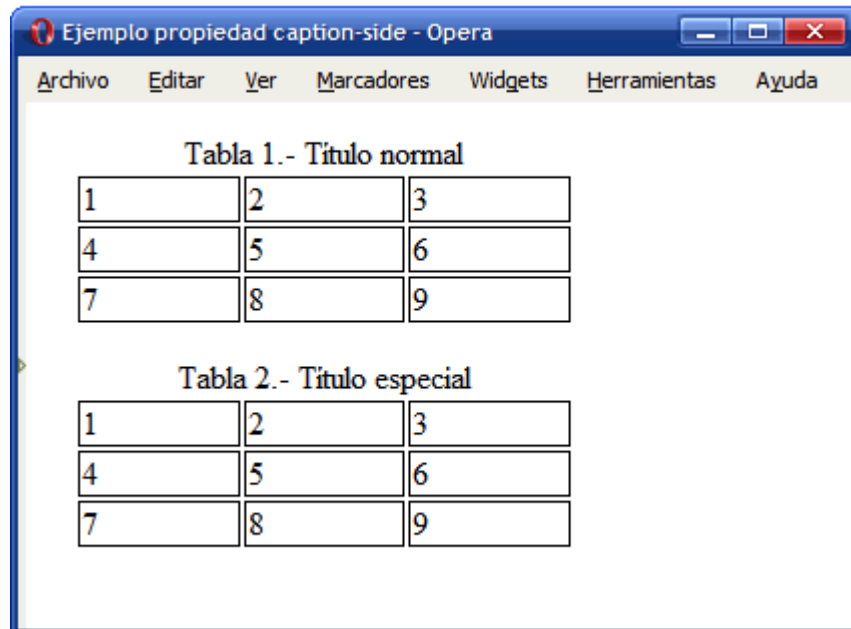 Ejemplo propiedad caption-side - Opera
Archivo Editar Ver Marcadores Widgets Herramientas Ayuda
Tabla 1.- Título normal
1 2 3
4 5 6
7 8 9
Tabla 2.- Título especial
1 2 3
4 5 6
7 8 9